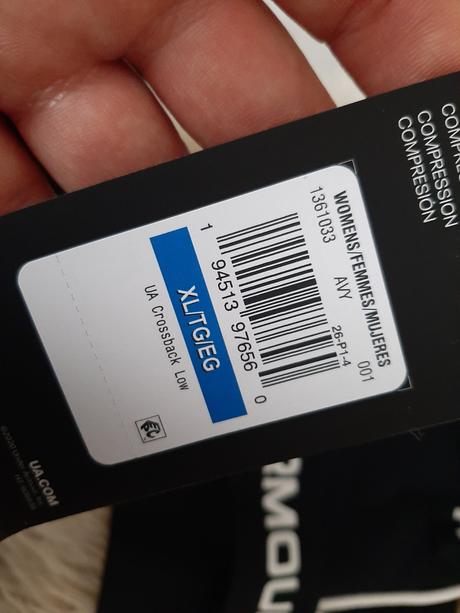 COMPRESSION
COMPRESIÓN
WOMENS/FEMMES/MUJERES
1361033 AVY 001
26-P1-4
1 94513 97656 0
XL/TG/EG
UA Crossback Low
UA.COM
RMOU